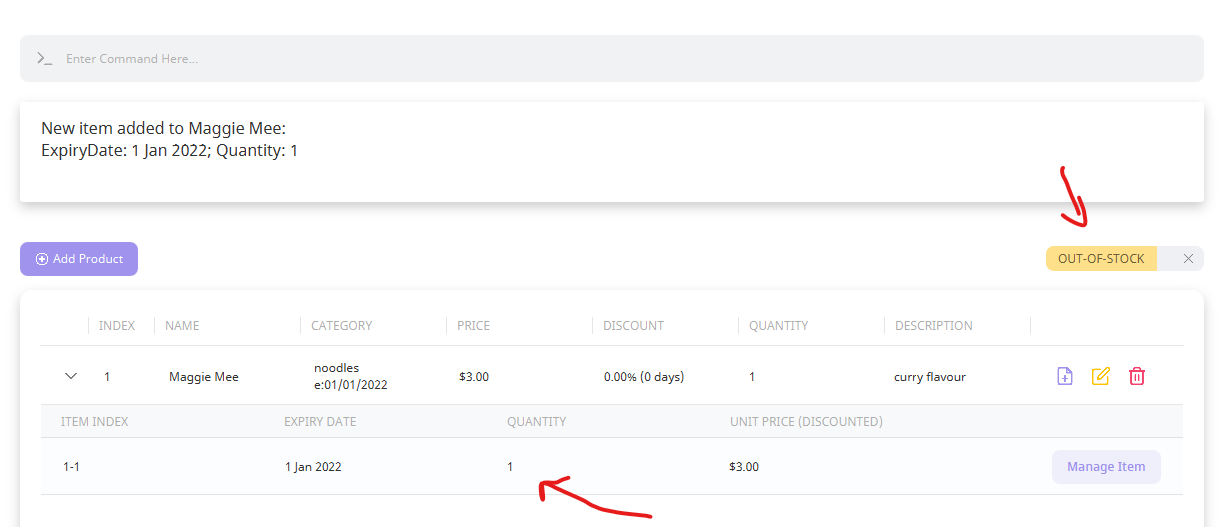 Enter Command Here...
New item added to Maggie Mee:
ExpiryDate: 1 Jan 2022; Quantity: 1
Add Product
OUT-OF-STOCK
INDEX NAME CATEGORY PRICE DISCOUNT QUANTITY DESCRIPTION
1 Maggie Mee noodles $3.00 0.00% (0 days) 1 curry flavour
e:01/01/2022
ITEM INDEX EXPIRY DATE QUANTITY UNIT PRICE (DISCOUNTED)
1-1 1 Jan 2022 1 $3.00 Manage Item